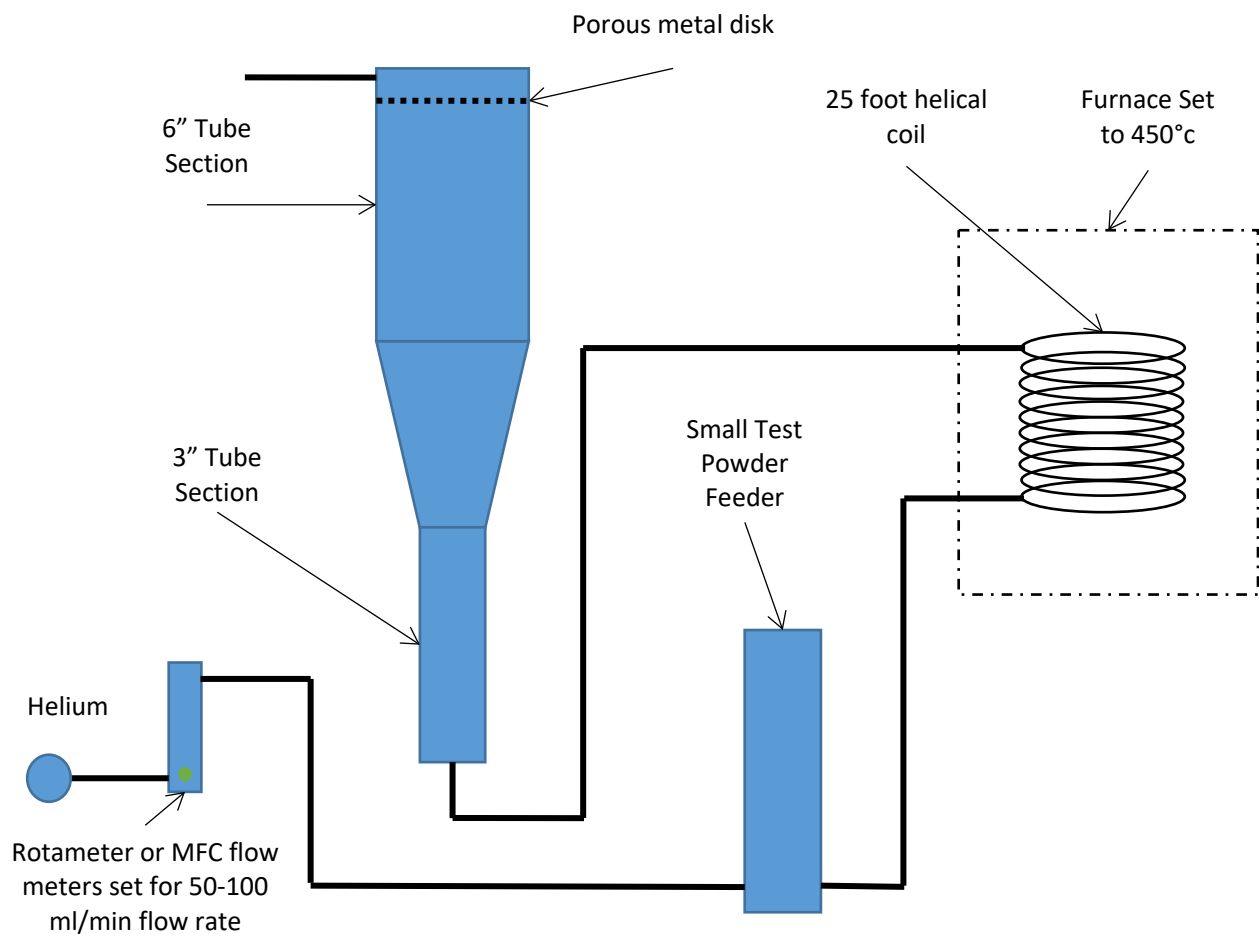 Porous metal disk
25 foot helical
coil
Furnace Set
to 450°c
6” Tube
Section
3” Tube
Section
Small Test
Powder
Feeder
Helium
Rotameter or MFC flow
meters set for 50-100
ml/min flow rate